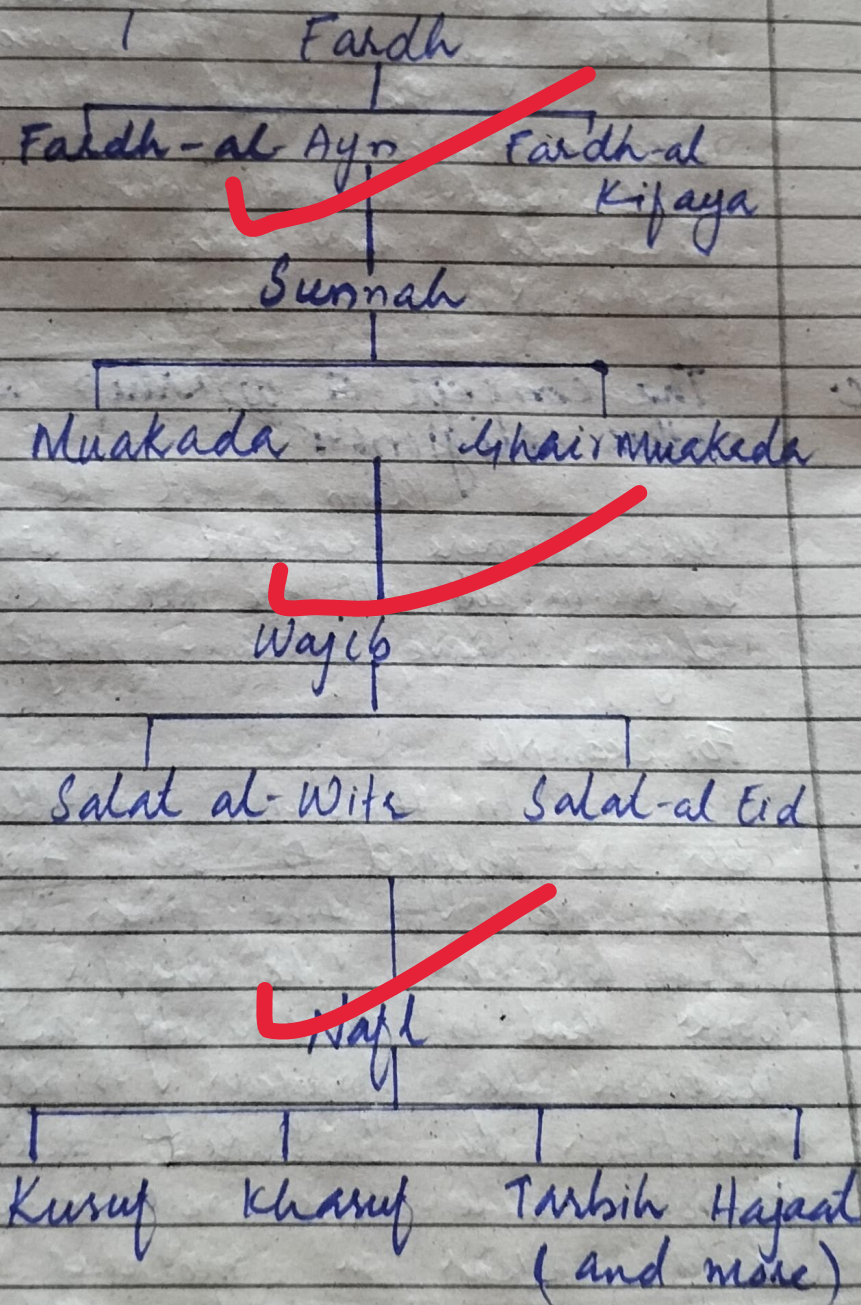 Fardh
Fardh-al-Ayn Fardh-al
Kifaya
Sunnah
Muakada Ghair Muakeda
Wajib
Salat al-Witr Salat-al Eid
Nafl
Kusuf Khasuf Tasbih Hajaat
(and more)